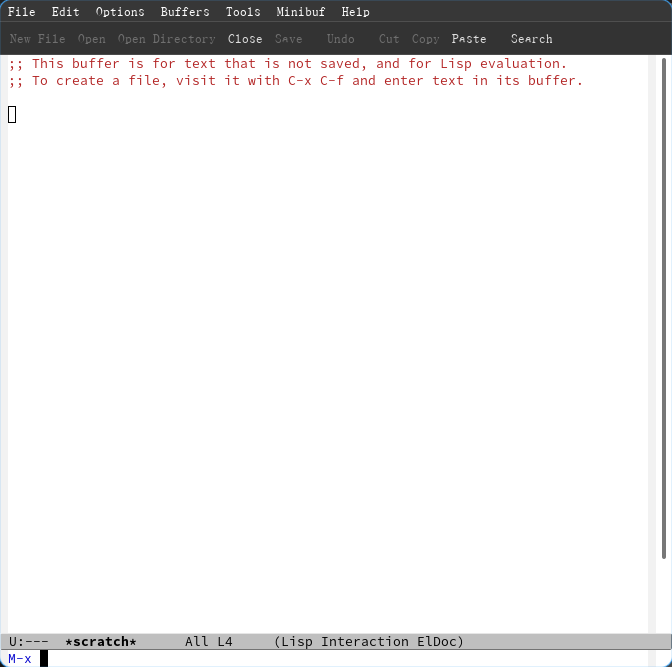 File Edit Options Buffers Tools Minibuf Help
New File Open Open Directory Close Save Undo Cut Copy Paste Search
;; This buffer is for text that is not saved, and for Lisp evaluation.
;; To create a file, visit it with C-x C-f and enter text in its buffer.
U:--- *scratch* All L4 (Lisp Interaction ElDoc)
M-x